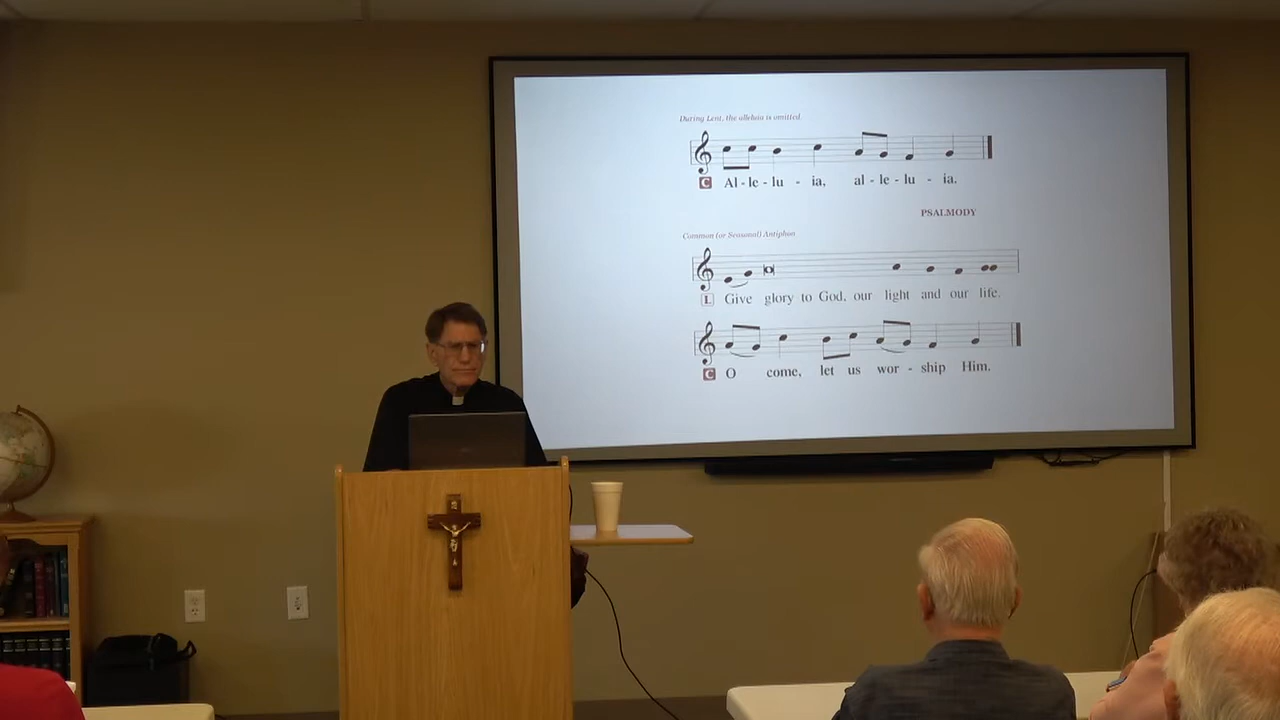 During Lent, the alleluia is omitted.
C Al - le - lu - ia, al - le - lu - ia.
PSALMODY
Common (or Seasonal) Antiphon
L Give glory to God, our light and our life.
C O come, let us wor - ship Him.